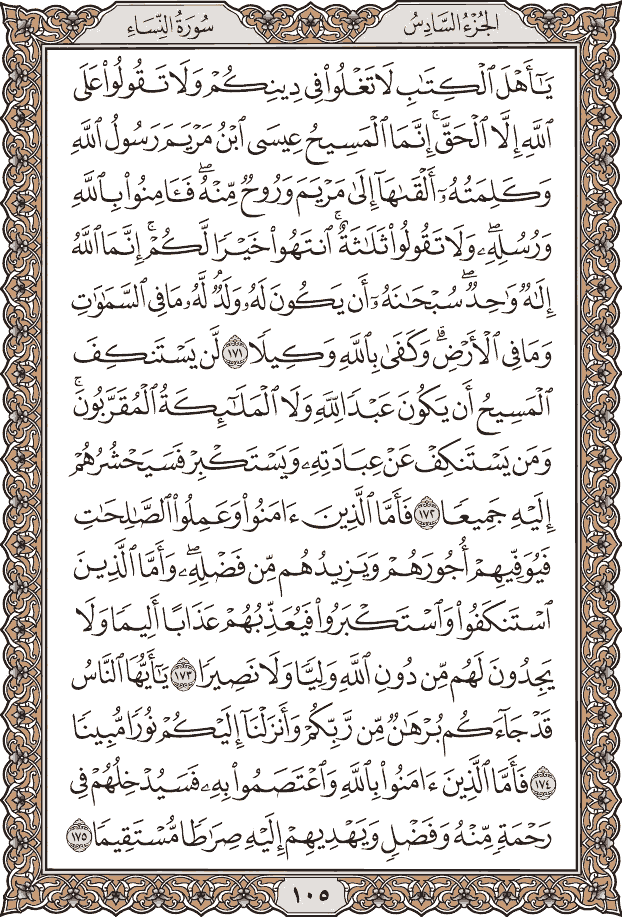 الجُزْءُ السَّادِسُ
سُورَةُ النِّسَاءِ
يَٰٓأَهۡلَ ٱلۡكِتَٰبِ لَا تَغۡلُواْ فِي دِينِكُمۡ وَلَا تَقُولُواْ عَلَى
ٱللَّهِ إِلَّا ٱلۡحَقَّۚ إِنَّمَا ٱلۡمَسِيحُ عِيسَى ٱبۡنُ مَرۡيَمَ رَسُولُ ٱللَّهِ
وَكَلِمَتُهُۥٓ أَلۡقَىٰهَآ إِلَىٰ مَرۡيَمَ وَرُوحٞ مِّنۡهُۖ فَـَٔامِنُواْ بِٱللَّهِ
وَرُسُلِهِۦۖ وَلَا تَقُولُواْ ثَلَٰثَةٌۚ ٱنتَهُواْ خَيۡرٗا لَّكُمۡۚ إِنَّمَا ٱللَّهُ
إِلَٰهٞ وَٰحِدٞۖ سُبۡحَٰنَهُۥٓ أَن يَكُونَ لَهُۥ وَلَدٞۘ لَّهُۥ مَا فِي ٱلسَّمَٰوَٰتِ
وَمَا فِي ٱلۡأَرۡضِۗ وَكَفَىٰ بِٱللَّهِ وَكِيلٗا ١٧١ لَّن يَسۡتَنكِفَ
ٱلۡمَسِيحُ أَن يَكُونَ عَبۡدٗا لِّلَّهِ وَلَا ٱلۡمَلَٰٓئِكَةُ ٱلۡمُقَرَّبُونَۚ
وَمَن يَسۡتَنكِفۡ عَنۡ عِبَادَتِهِۦ وَيَسۡتَكۡبِرۡ فَسَيَحۡشُرُهُمۡ
إِلَيۡهِ جَمِيعٗا ١٧٢ فَأَمَّا ٱلَّذِينَ ءَامَنُواْ وَعَمِلُواْ ٱلصَّٰلِحَٰتِ
فَيُوَفِّيهِمۡ أُجُورَهُمۡ وَيَزِيدُهُم مِّن فَضۡلِهِۦۖ وَأَمَّا ٱلَّذِينَ
ٱسۡتَنكَفُواْ وَٱسۡتَكۡبَرُواْ فَيُعَذِّبُهُمۡ عَذَابًا أَلِيمٗا وَلَا
يَجِدُونَ لَهُم مِّن دُونِ ٱللَّهِ وَلِيّٗا وَلَا نَصِيرٗا ١٧٣ يَٰٓأَيُّهَا ٱلنَّاسُ
قَدۡ جَآءَكُم بُرۡهَٰنٞ مِّن رَّبِّكُمۡ وَأَنزَلۡنَآ إِلَيۡكُمۡ نُورٗا مُّبِينٗا
١٧٤ فَأَمَّا ٱلَّذِينَ ءَامَنُواْ بِٱللَّهِ وَٱعۡتَصَمُواْ بِهِۦ فَسَيُدۡخِلُهُمۡ فِي
رَحۡمَةٖ مِّنۡهُ وَفَضۡلٖ وَيَهۡدِيهِمۡ إِلَيۡهِ صِرَٰطٗا مُّسۡتَقِيمٗا ١٧٥
١٠٥